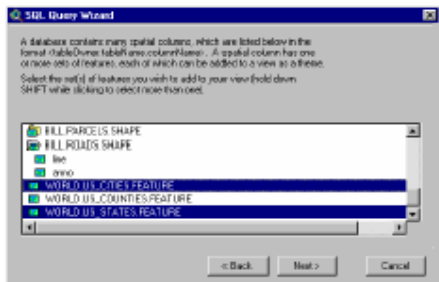 SQL Query Wizard
A database contains many spatial columns, which are listed below in the
format <tableOwner.tableName.columnName>. A spatial column has one
or more sets of features, each of which can be added to a view as a theme.
Select the set(s) of features you wish to add to your view (hold down
SHIFT while clicking to select more than one).
BILL.PARCELS.SHAPE
BILL.ROADS.SHAPE
line
anno
WORLD.US_CITIES.FEATURE
WORLD.US_COUNTIES.FEATURE
WORLD.US_STATES.FEATURE
< Back
Next >
Cancel